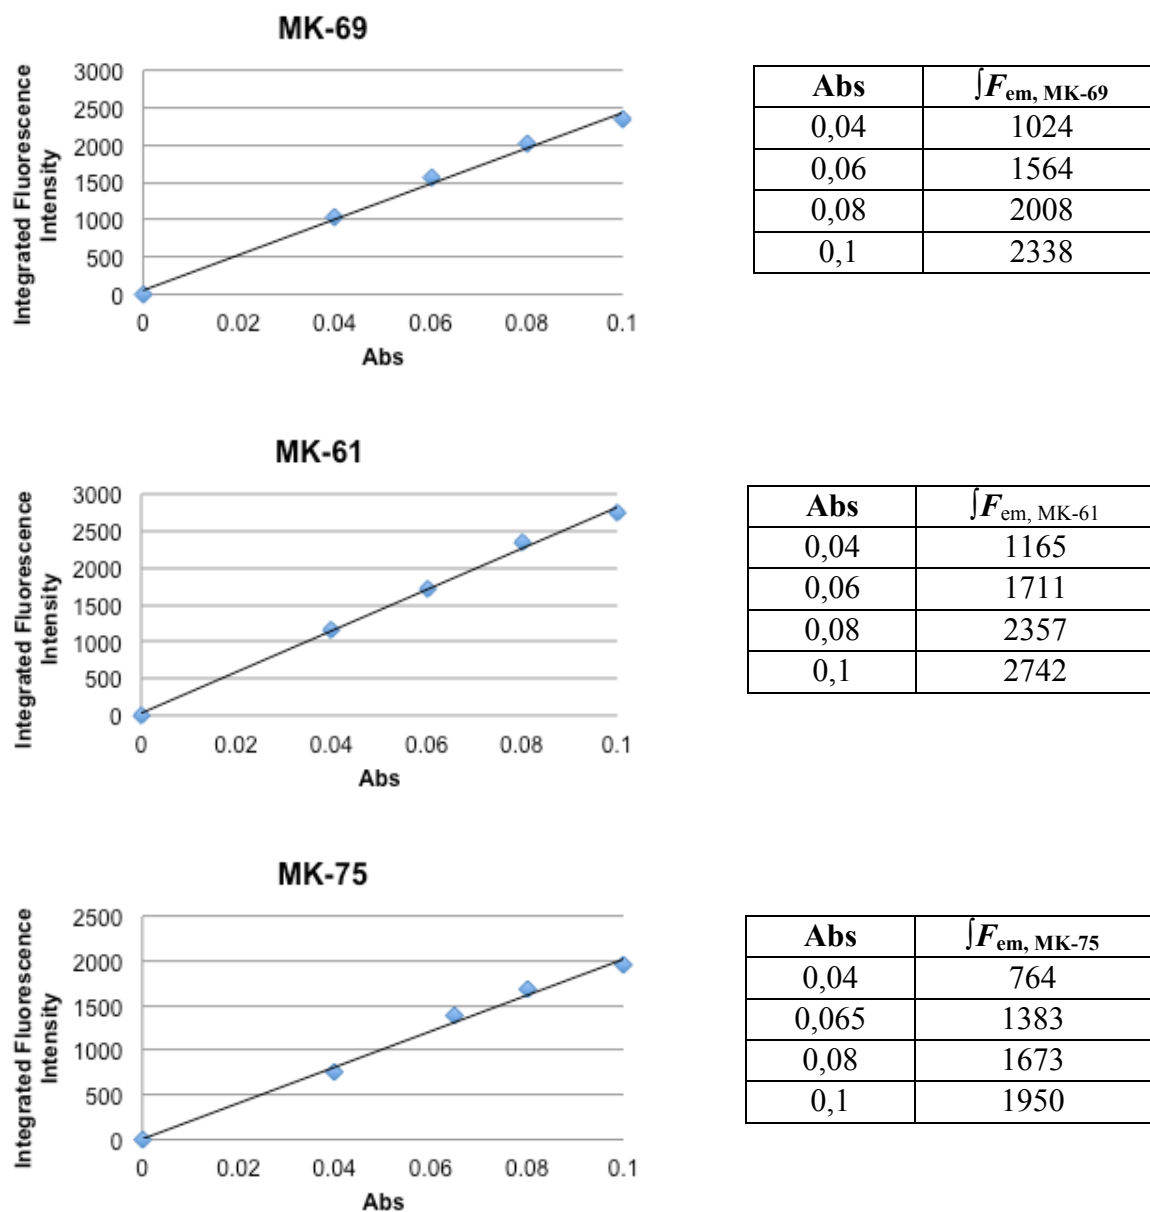 MK-69
Integrated Fluorescence
Intensity
3000
2500
2000
1500
1000
500
0
0 0.02 0.04 0.06 0.08 0.1
Abs
Abs ∫Fem, MK-69
0,04 1024
0,06 1564
0,08 2008
0,1 2338
MK-61
Integrated Fluorescence
Intensity
3000
2500
2000
1500
1000
500
0
0 0.02 0.04 0.06 0.08 0.1
Abs
Abs ∫Fem, MK-61
0,04 1165
0,06 1711
0,08 2357
0,1 2742
MK-75
Integrated Fluorescence
Intensity
2500
2000
1500
1000
500
0
0 0.02 0.04 0.06 0.08 0.1
Abs
Abs ∫Fem, MK-75
0,04 764
0,065 1383
0,08 1673
0,1 1950